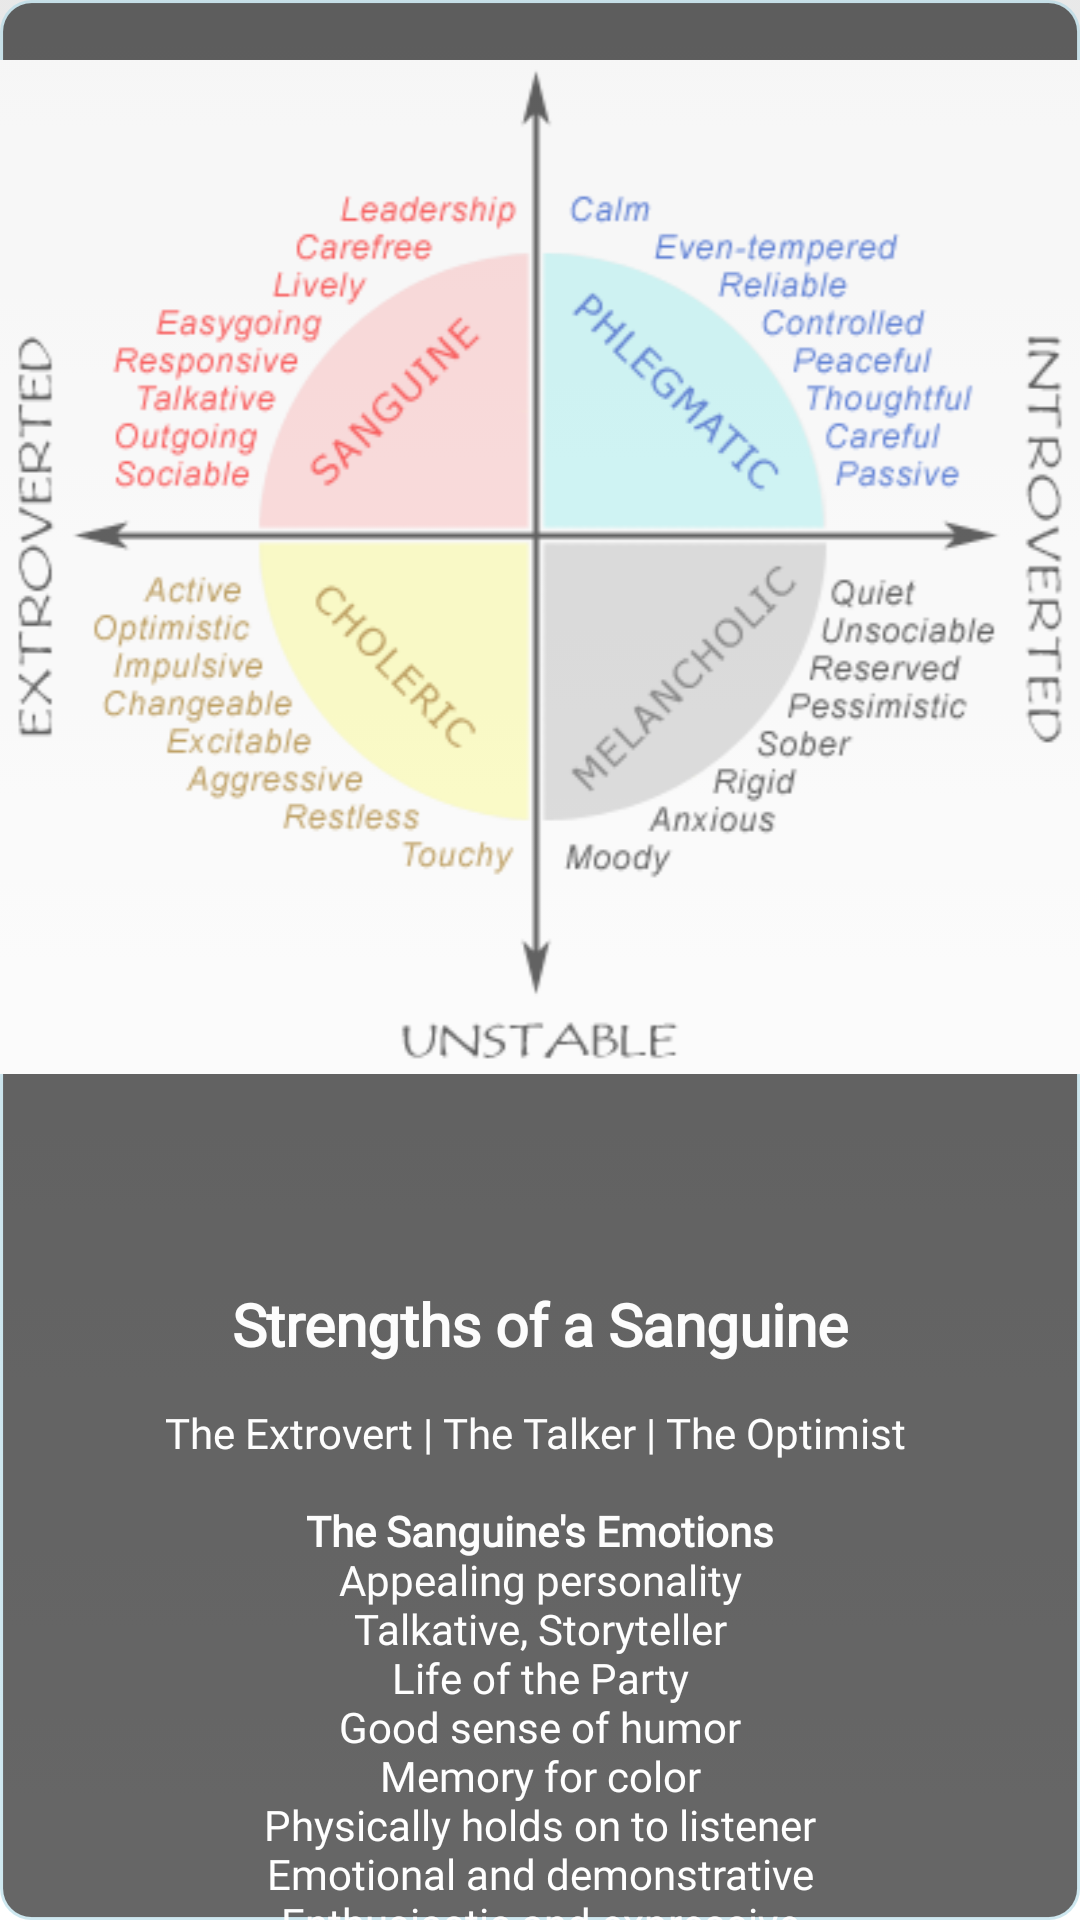 Leadership
Carefree
Lively
Easygoing
Responsive
Talkative
Outgoing
Sociable
SANGUINE
Calm
Even-tempered
Reliable
Controlled
Peaceful
Thoughtful
Careful
Passive
PHLEGMATIC
EXTROVERTED
INTROVERTED
Active
Optimistic
Impulsive
Changeable
Excitable
Aggressive
Restless
Touchy
CHOLERIC
Quiet
Unsociable
Reserved
Pessimistic
Sober
Rigid
Anxious
Moody
MELANCHOLIC
UNSTABLE
Strengths of a Sanguine
The Extrovert | The Talker | The Optimist
The Sanguine's Emotions
Appealing personality
Talkative, Storyteller
Life of the Party
Good sense of humor
Memory for color
Physically holds on to listener
Emotional and demonstrative
Enthusiastic and expressive